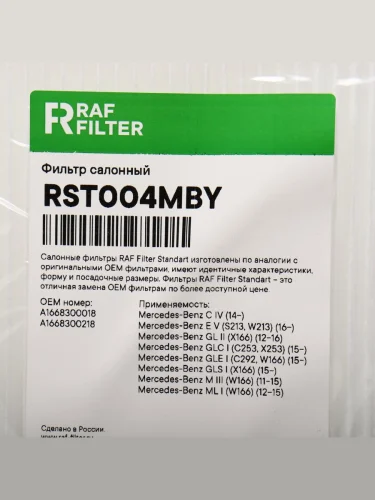 RAF
FILTER
Фильтр салонный
RST004MBY
Салонные фильтры RAF Filter Standart изготовлены по аналогии с
оригинальными OEM фильтрами, имеют идентичные характеристики,
форму и посадочные размеры. Фильтры RAF Filter Standart – это
отличная замена OEM фильтрам по более доступной цене.
OEM номер:
A1668300018
A1668300218
Применяемость:
Mercedes-Benz C IV (14-)
Mercedes-Benz E V (S213, W213) (16-)
Mercedes-Benz GL II (X166) (12-16)
Mercedes-Benz GLC I (C253, X253) (15-)
Mercedes-Benz GLE I (C292, W166) (15-)
Mercedes-Benz GLS I (X166) (15-)
Mercedes-Benz M III (W166) (11-15)
Mercedes-Benz ML I (W166) (12-15)
Сделано в России.